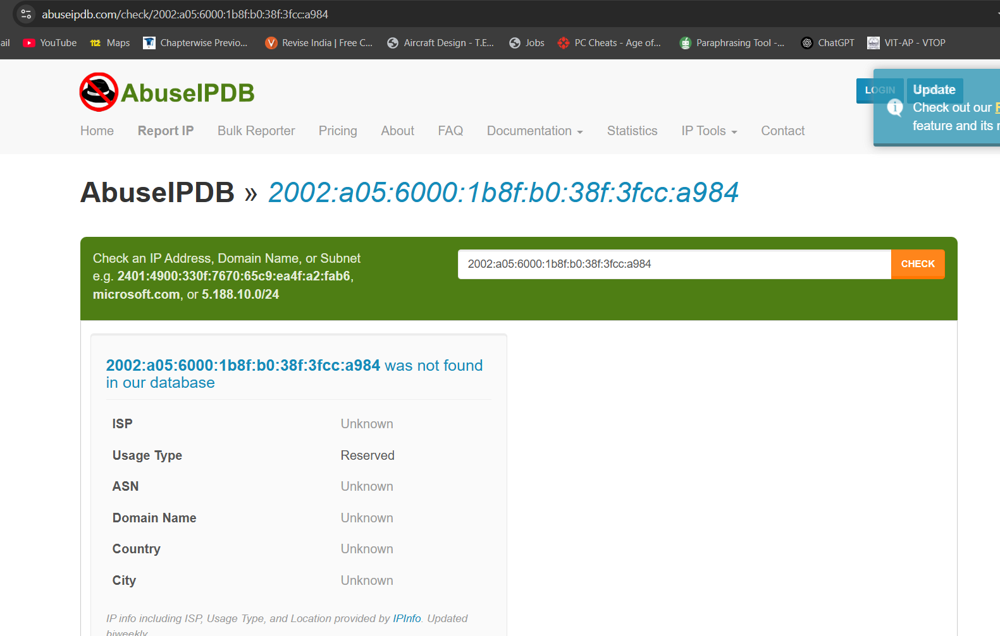 abuseipdb.com/check/2002:a05:6000:1b8f:b0:38f:3fcc:a984
ail YouTube Maps Chapterwise Previo... Revise India | Free C... Aircraft Design - T.E... Jobs PC Cheats - Age of... Paraphrasing Tool -... ChatGPT VIT-AP - VTOP
AbuseIPDB
LOGIN
Update
Check out our
feature and its
Home Report IP Bulk Reporter Pricing About FAQ Documentation Statistics IP Tools Contact
AbuseIPDB » 2002:a05:6000:1b8f:b0:38f:3fcc:a984
Check an IP Address, Domain Name, or Subnet
e.g. 2401:4900:330f:7670:65c9:ea4f:a2:fab6,
microsoft.com, or 5.188.10.0/24
2002:a05:6000:1b8f:b0:38f:3fcc:a984
CHECK
2002:a05:6000:1b8f:b0:38f:3fcc:a984 was not found
in our database
ISP Unknown
Usage Type Reserved
ASN Unknown
Domain Name Unknown
Country Unknown
City Unknown
IP info including ISP, Usage Type, and Location provided by IPInfo. Updated
biweekly.